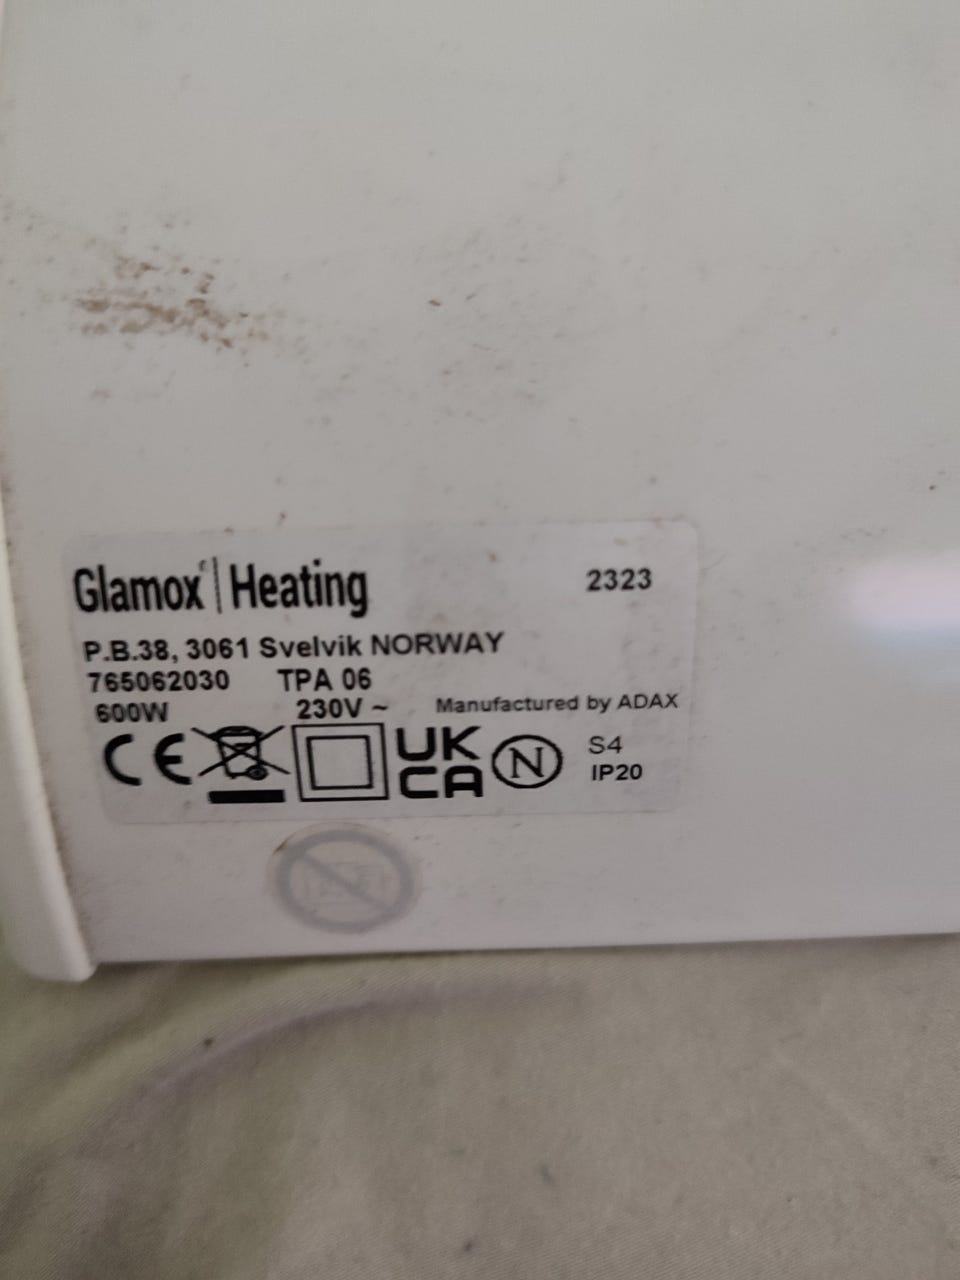 Glamox | Heating 2323
P.B.38, 3061 Svelvik NORWAY
765062030 TPA 06
600W 230V ~ Manufactured by ADAX
CE UK CA N S4
IP20